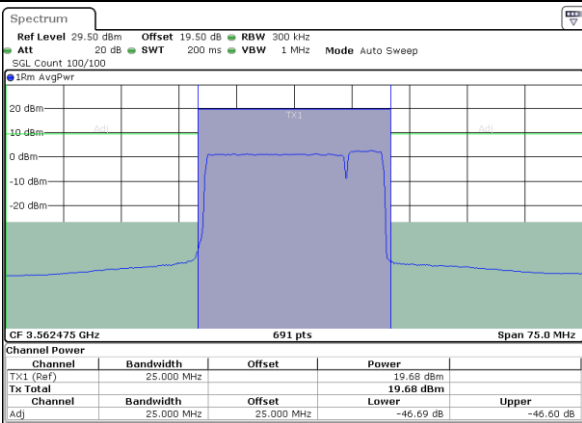 Spectrum
Ref Level 29.50 dBm Offset 19.50 dB RBW 300 kHz
Att 20 dB SWT 200 ms VBW 1 MHz Mode Auto Sweep
SGL Count 100/100
1Rm AvgPwr
20 dBm
TX1
Adj Adj
10 dBm
0 dBm
-10 dBm
-20 dBm
CF 3.562475 GHz 691 pts Span 75.0 MHz
Channel Power
Channel Bandwidth Offset Power
TX1 (Ref) 25.000 MHz 19.68 dBm
Tx Total 19.68 dBm
Channel Bandwidth Offset Lower Upper
Adj 25.000 MHz 25.000 MHz -46.69 dB -46.60 dB